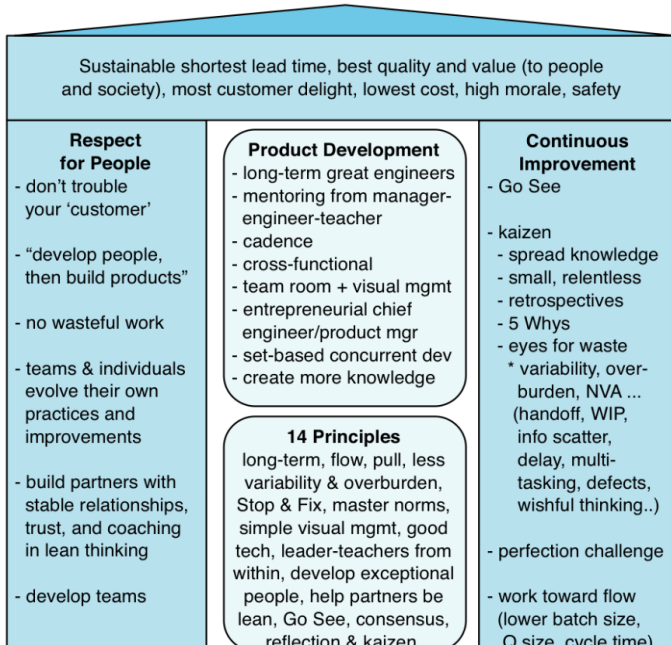 Sustainable shortest lead time, best quality and value (to people
and society), most customer delight, lowest cost, high morale, safety
Respect
for People
- don't trouble
your 'customer'
- "develop people,
then build products"
- no wasteful work
- teams & individuals
evolve their own
practices and
improvements
- build partners with
stable relationships,
trust, and coaching
in lean thinking
- develop teams
Product Development
- long-term great engineers
- mentoring from manager-
engineer-teacher
- cadence
- cross-functional
- team room + visual mgmt
- entrepreneurial chief
engineer/product mgr
- set-based concurrent dev
- create more knowledge
14 Principles
long-term, flow, pull, less
variability & overburden,
Stop & Fix, master norms,
simple visual mgmt, good
tech, leader-teachers from
within, develop exceptional
people, help partners be
lean, Go See, consensus,
reflection & kaizen
Continuous
Improvement
- Go See
- kaizen
- spread knowledge
- small, relentless
- retrospectives
- 5 Whys
- eyes for waste
* variability, over-
burden, NVA ...
(handoff, WIP,
info scatter,
delay, multi-
tasking, defects,
wishful thinking..)
- perfection challenge
- work toward flow
(lower batch size,
Q size, cycle time)